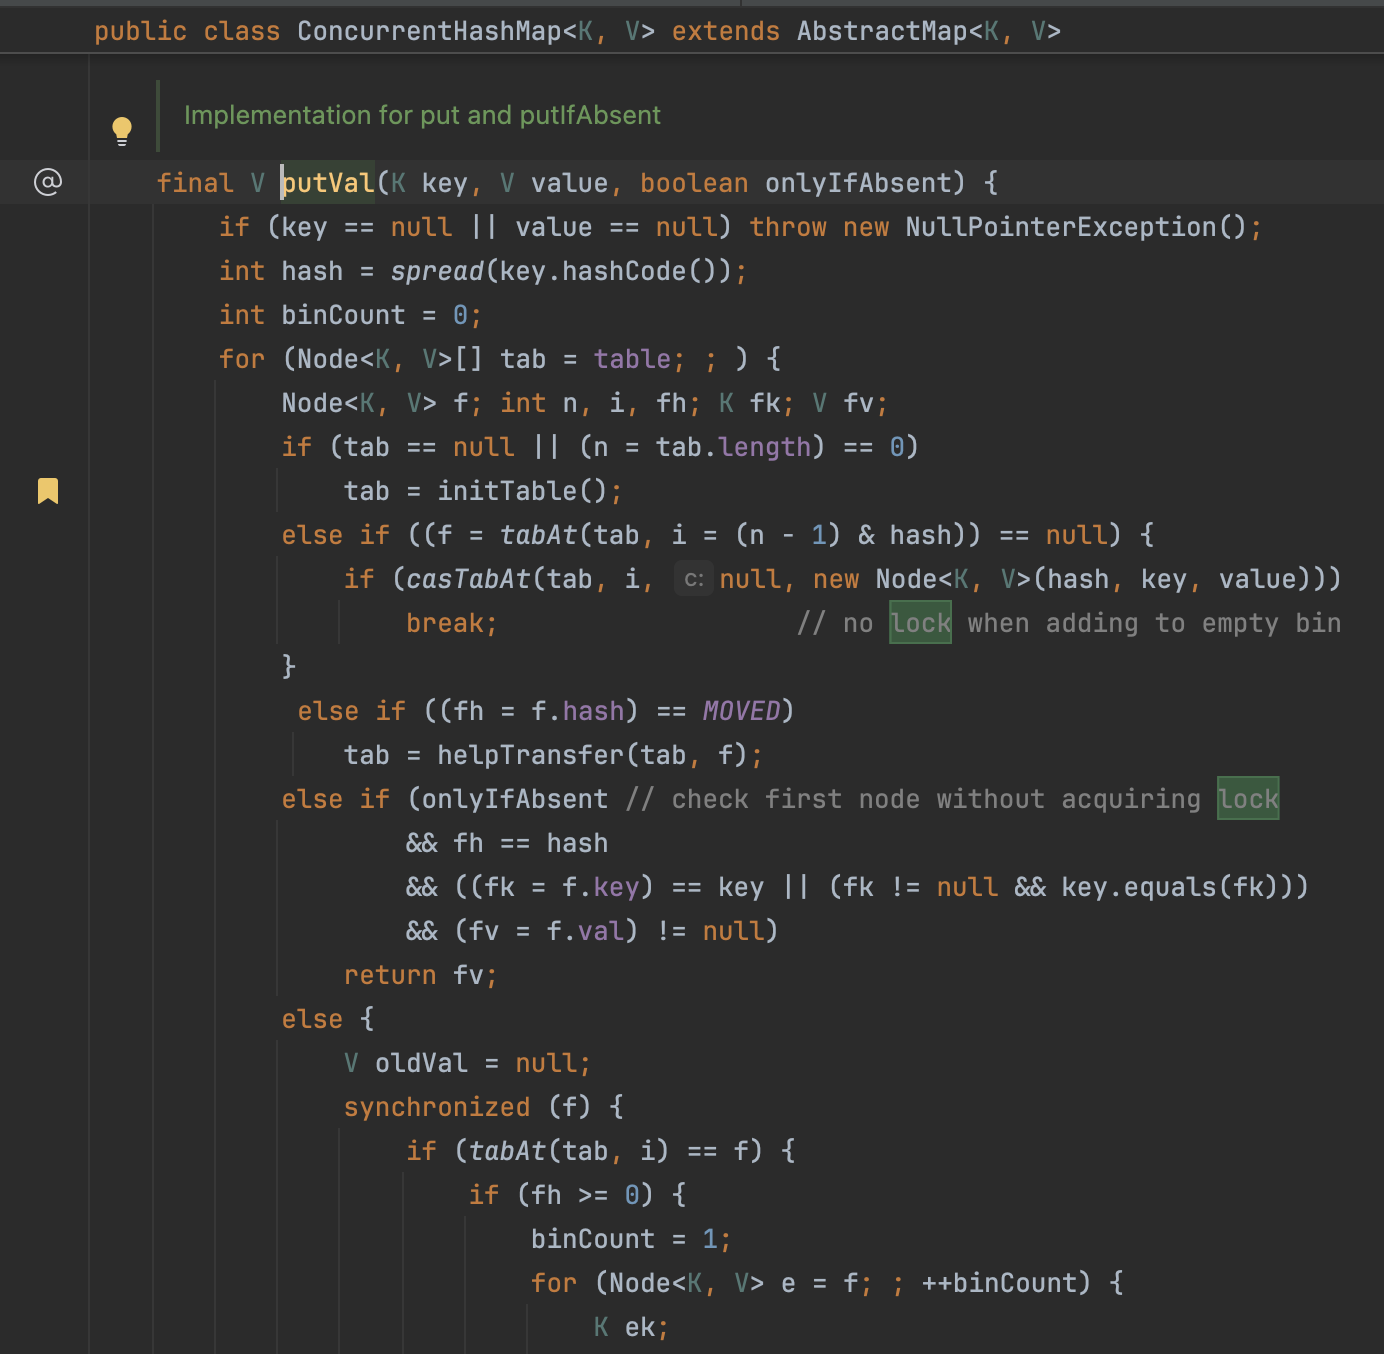 public class ConcurrentHashMap<K, V> extends AbstractMap<K, V>
Implementation for put and putIfAbsent
final V putVal(K key, V value, boolean onlyIfAbsent) {
if (key == null || value == null) throw new NullPointerException();
int hash = spread(key.hashCode());
int binCount = 0;
for (Node<K, V>[] tab = table; ; ) {
Node<K, V> f; int n, i, fh; K fk; V fv;
if (tab == null || (n = tab.length) == 0)
tab = initTable();
else if ((f = tabAt(tab, i = (n - 1) & hash)) == null) {
if (casTabAt(tab, i, c: null, new Node<K, V>(hash, key, value)))
break; // no lock when adding to empty bin
}
else if ((fh = f.hash) == MOVED)
tab = helpTransfer(tab, f);
else if (onlyIfAbsent // check first node without acquiring lock
&& fh == hash
&& ((fk = f.key) == key || (fk != null && key.equals(fk)))
&& (fv = f.val) != null)
return fv;
else {
V oldVal = null;
synchronized (f) {
if (tabAt(tab, i) == f) {
if (fh >= 0) {
binCount = 1;
for (Node<K, V> e = f; ; ++binCount) {
K ek;